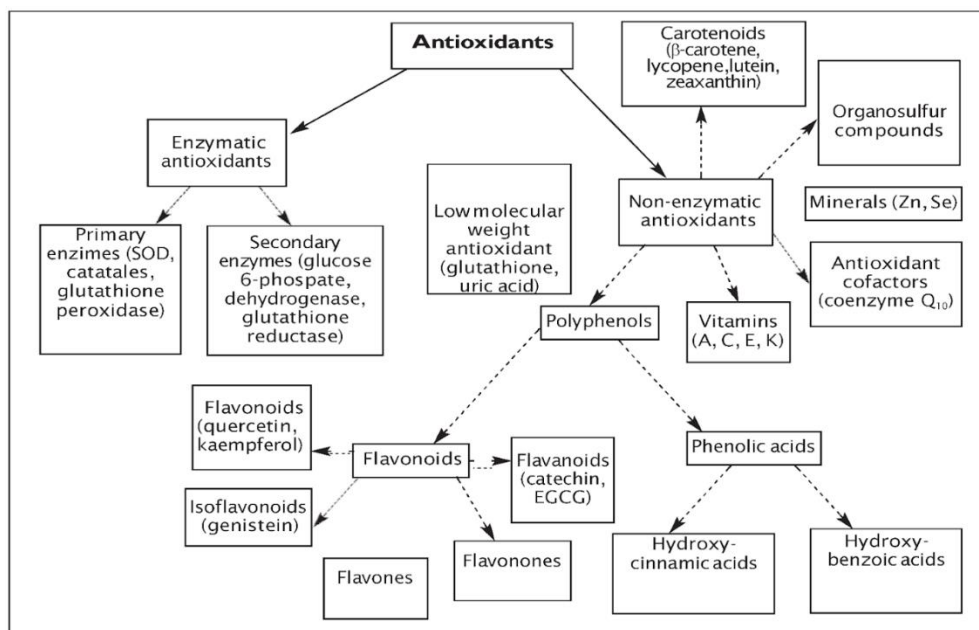 Antioxidants
Carotenoids
(β-carotene,
lycopene,lutein,
zeaxanthin)
Organosulfur
compounds
Enzymatic
antioxidants
Low molecular
weight
antioxidant
(glutathione,
uric acid)
Non-enzymatic
antioxidants
Minerals (Zn, Se)
Primary
enzimes (SOD,
catatales,
glutathione
peroxidase)
Secondary
enzymes (glucose
6-phospate,
dehydrogenase,
glutathione
reductase)
Antioxidant
cofactors
(coenzyme Q₁₀)
Polyphenols
Vitamins
(A, C, E, K)
Flavonoids
(quercetin,
kaempferol)
Flavonoids
Flavanoids
(catechin,
EGCG)
Phenolic acids
Isoflavonoids
(genistein)
Flavones
Flavonones
Hydroxy-
cinnamic acids
Hydroxy-
benzoic acids